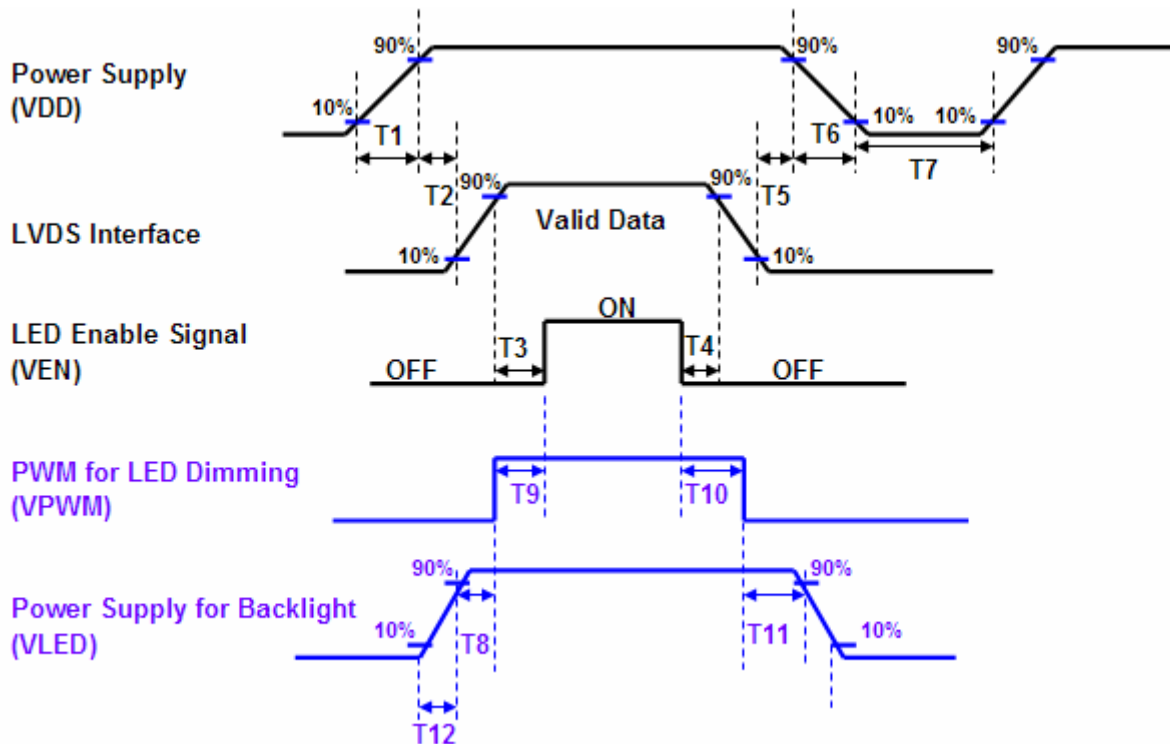 90% 90% 90%
Power Supply
(VDD)
10% 10% 10%
T1 T6 T7
T2 90% 90% T5
Valid Data
LVDS Interface
10% 10%
ON
LED Enable Signal
(VEN)
T3 T4
OFF OFF
PWM for LED Dimming
(VPWM)
T9 T10
90% 90%
Power Supply for Backlight
(VLED)
10% T8 T11 10%
T12